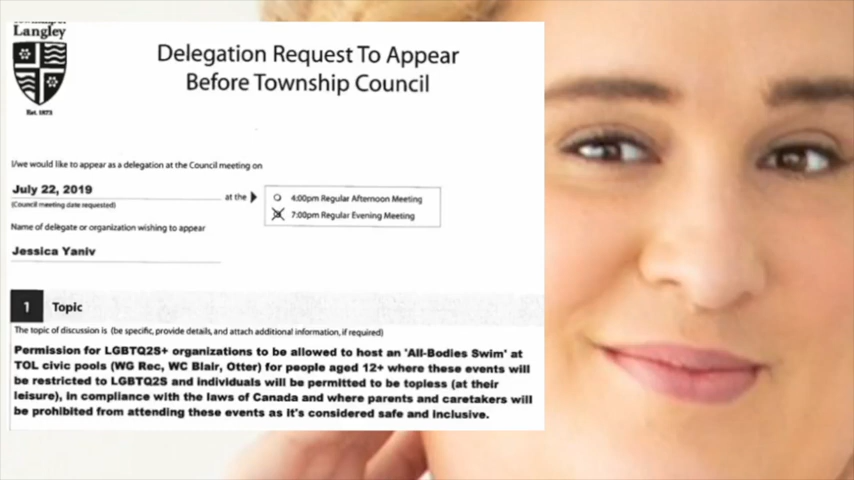 Langley
Est. 1873
Delegation Request To Appear
Before Township Council
I/we would like to appear as a delegation at the Council meeting on
July 22, 2019
at the
4:00pm Regular Afternoon Meeting
(Council meeting date requested)
7:00pm Regular Evening Meeting
Name of delegate or organization wishing to appear
Jessica Yaniv
1 Topic
The topic of discussion is (be specific, provide details, and attach additional information, if required)
Permission for LGBTQ2S+ organizations to be allowed to host an 'All-Bodies Swim' at
TOL civic pools (WG Rec, WC Blair, Otter) for people aged 12+ where these events will
be restricted to LGBTQ2S and individuals will be permitted to be topless (at their
leisure), in compliance with the laws of Canada and where parents and caretakers will
be prohibited from attending these events as it's considered safe and inclusive.